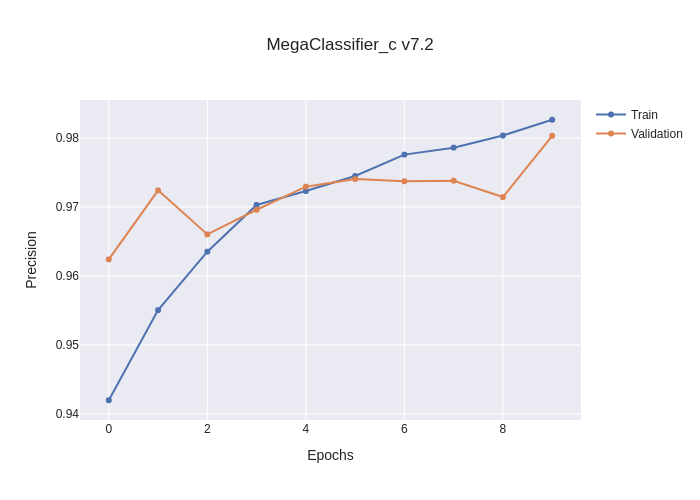 MegaClassifier_c v7.2
Train
Validation
0.98
0.97
0.96
0.95
0.94
Precision
0 2 4 6 8
Epochs